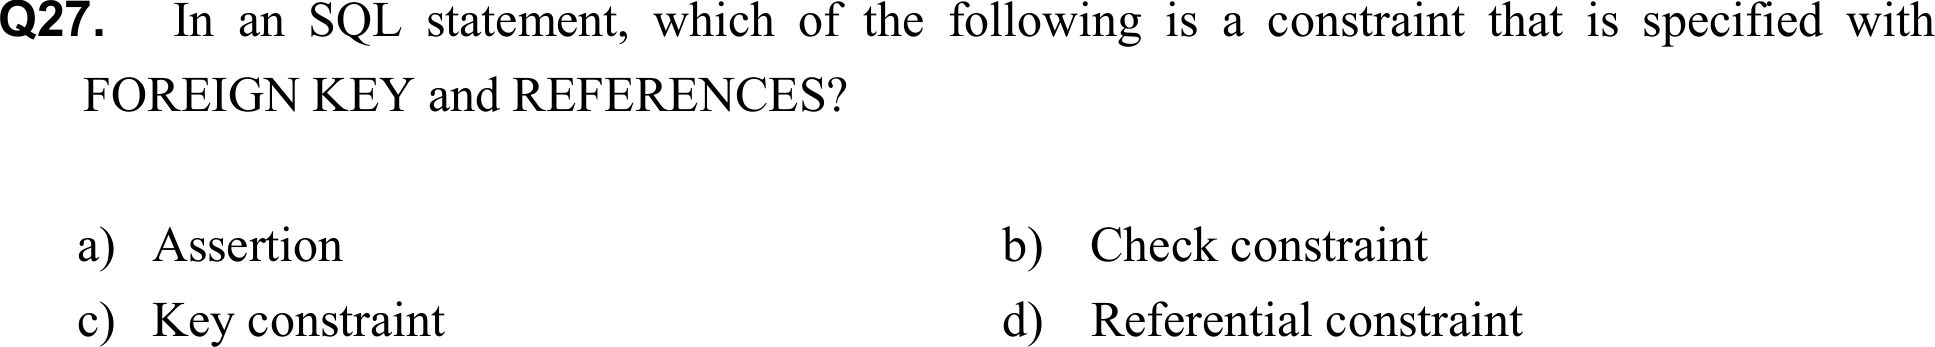 Q27. In an SQL statement, which of the following is a constraint that is specified with
FOREIGN KEY and REFERENCES?
a) Assertion b) Check constraint
c) Key constraint d) Referential constraint